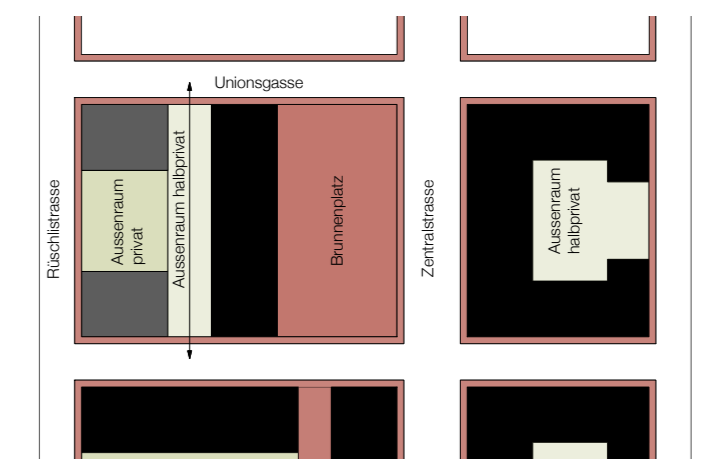 Unionsgasse
Rüschlistrasse
Aussenraum
privat
Aussenraum halbprivat
Brunnenplatz
Zentralstrasse
Aussenraum
halbprivat